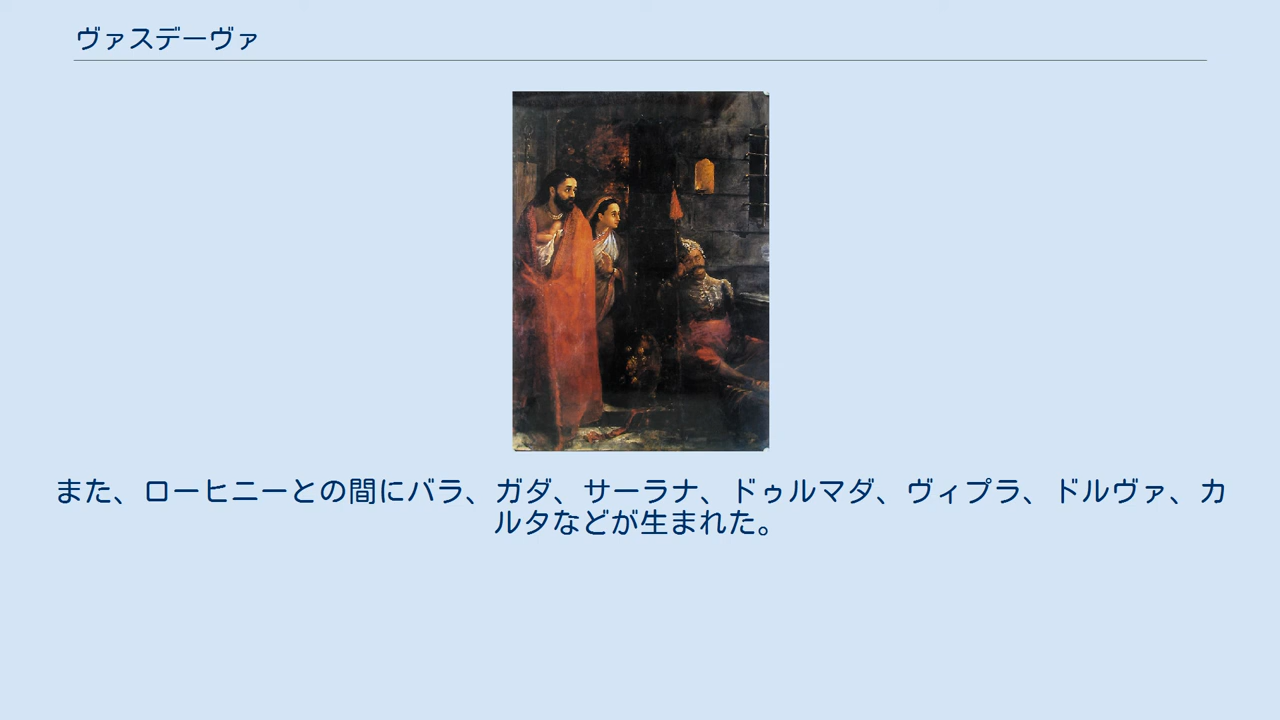 ヴァスデーヴァ
また、ローヒニーとの間にバラ、ガダ、サーラナ、ドゥルマダ、ヴィプラ、ドルヴァ、カ
ルタなどが生まれた。